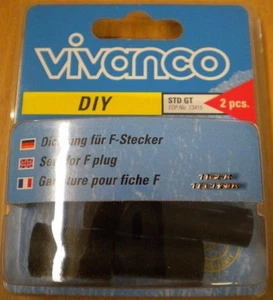 vivanco
DIY
STD GT
2 pcs.
Dichtung für F-Stecker
Seal for F plug
Garniture pour fiche F